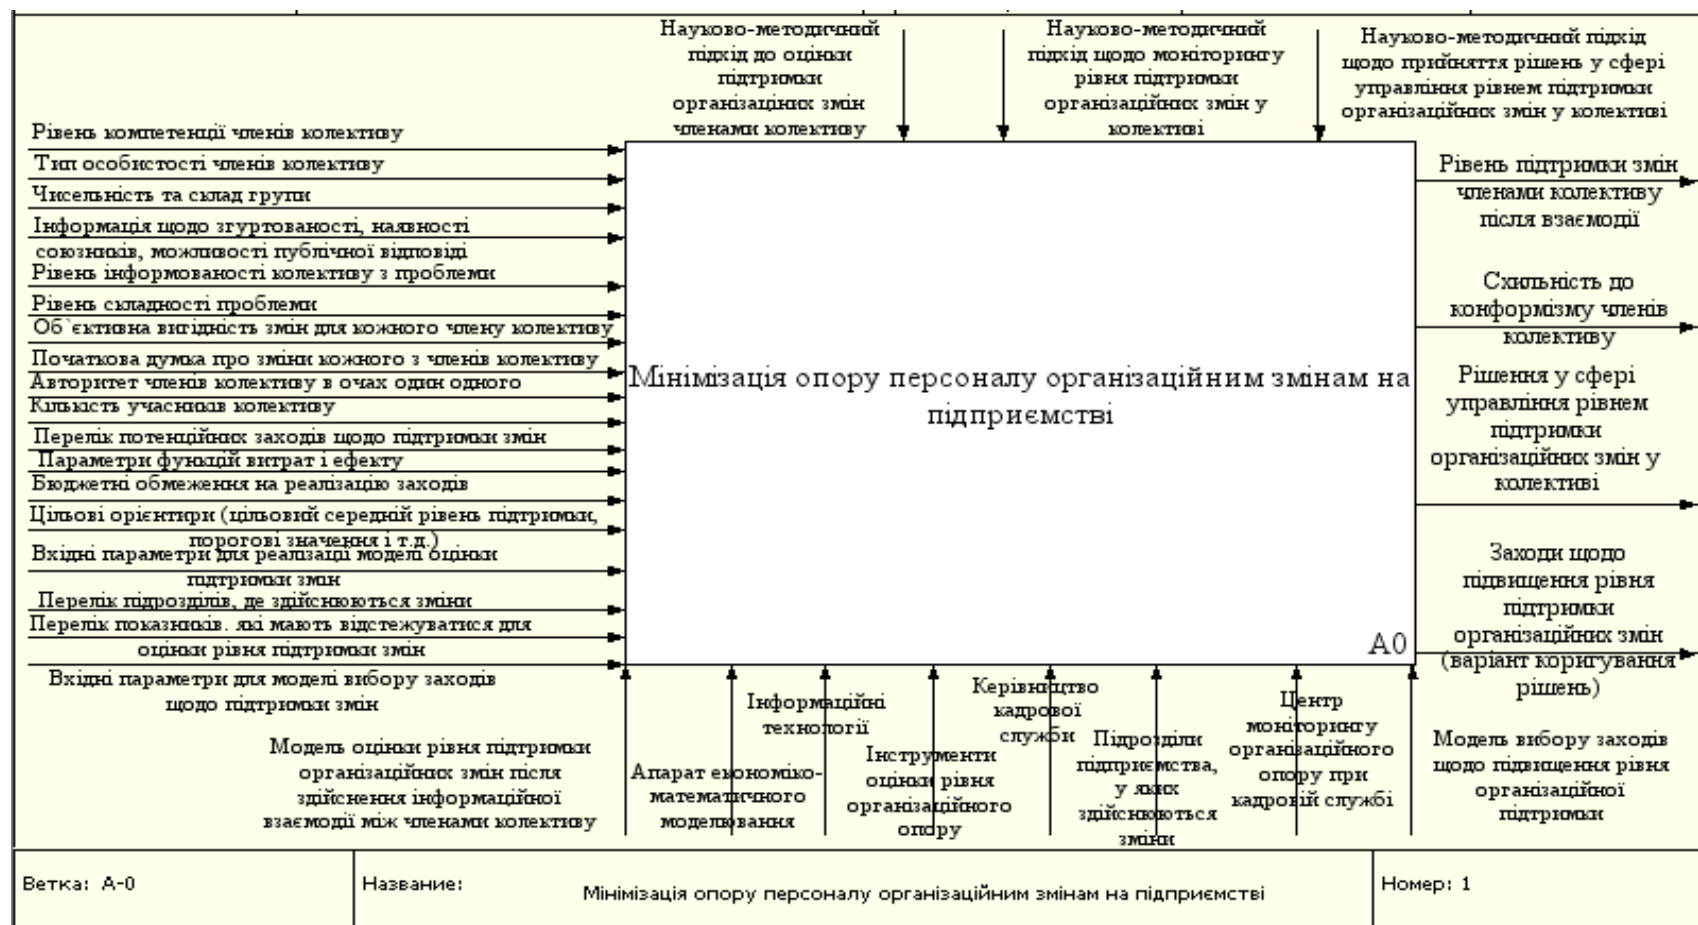 Науково-методичний
підхід до оцінки
підтримки
організаціних змін
членами колективу
Науково-методичний
підхід щодо моніторингу
рівня підтримки
організаційних змін у
колективі
Науково-методичний підхід
щодо прийняття рішень у сфері
управління рівнем підтримки
організаційних змін у колективі
Рівень компетенції членів колективу
Тип особистості членів колективу
Чисельність та склад групи
Інформація щодо згуртованості, наявності
союзників, можливості публічної відповіді
Рівень інформованості колективу з проблеми
Рівень складності проблеми
Об`єктивна вигідність змін для кожного члену колективу
Початкова думка про зміни кожного з членів колективу
Авторитет членів колективу в очах один одного
Кількість учасників колективу
Перелік потенційних заходів щодо підтримки змін
Параметри функцій витрат і ефекту
Бюджетні обмеження на реалізацію заходів
Цільові орієнтири (цільовий середній рівень підтримки,
порогові значення і т.д.)
Вхідні параметри для реалізації моделі оцінки
підтримки змін
Перелік підрозділів, де здійснюються зміни
Перелік показників. які мають відстежуватися для
оцінки рівня підтримки змін
Вхідні параметри для моделі вибору заходів
щодо підтримки змін
Мінімізація опору персоналу організаційним змінам на
підприємстві
A0
Рівень підтримки змін
членами колективу
після взаємодії
Схильність до
конформізму членів
колективу
Рішення у сфері
управління рівнем
підтримки
організаційних змін у
колективі
Заходи щодо
підвищення рівня
підтримки
організаційних змін
(варіант коригування
рішень)
Модель оцінки рівня підтримки
організаційних змін після
здійснення інформаційної
взаємодії між членами колективу
Апарат економіко-
математичного
моделювання
Інформаційні
технології
Інструменти
оцінки рівня
організаційного
опору
Керівництво
кадрової
служби
Підрозділи
підприємства,
у яких
здійснюються
зміни
Центр
моніторингу
організаційного
опору при
кадровій службі
Модель вибору заходів
щодо підвищення рівня
організаційної
підтримки
Ветка: A-0
Название:
Мінімізація опору персоналу організаційним змінам на підприємстві
Номер: 1